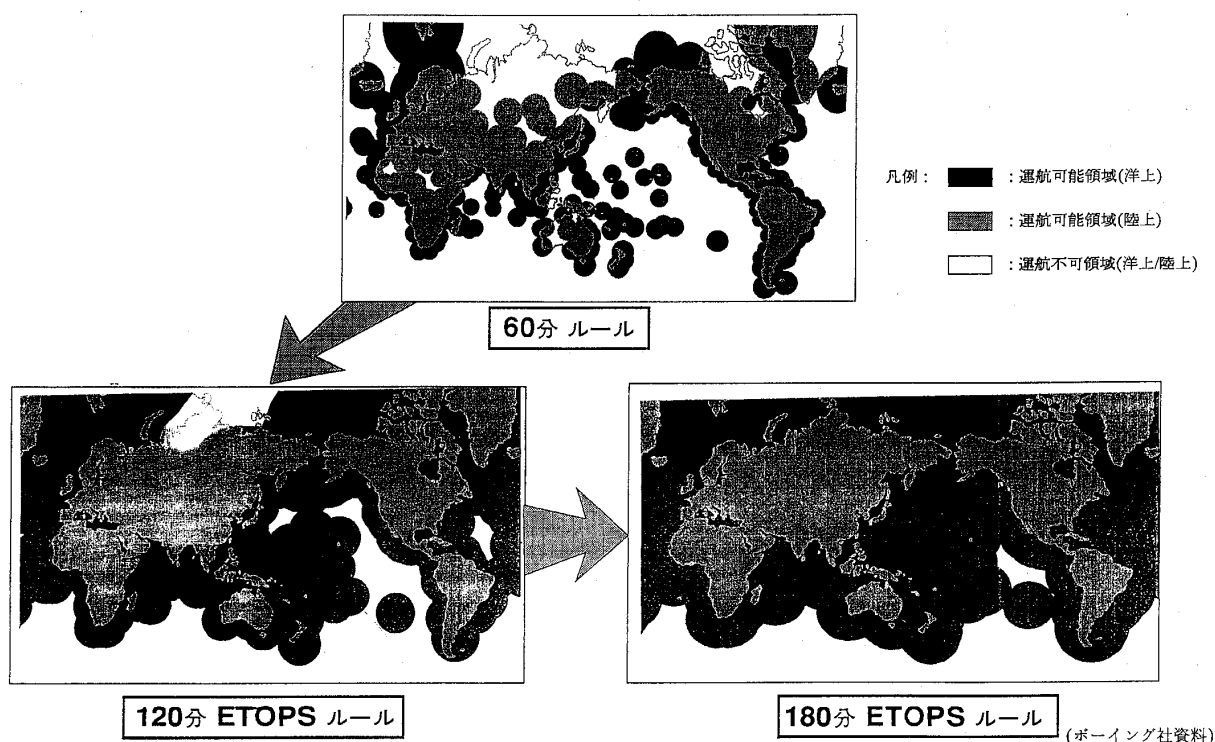 凡例： ：運航可能領域(洋上)
：運航可能領域(陸上)
：運航不可領域(洋上/陸上)
60分 ルール
120分 ETOPS ルール
180分 ETOPS ルール
(ボーイング社資料)